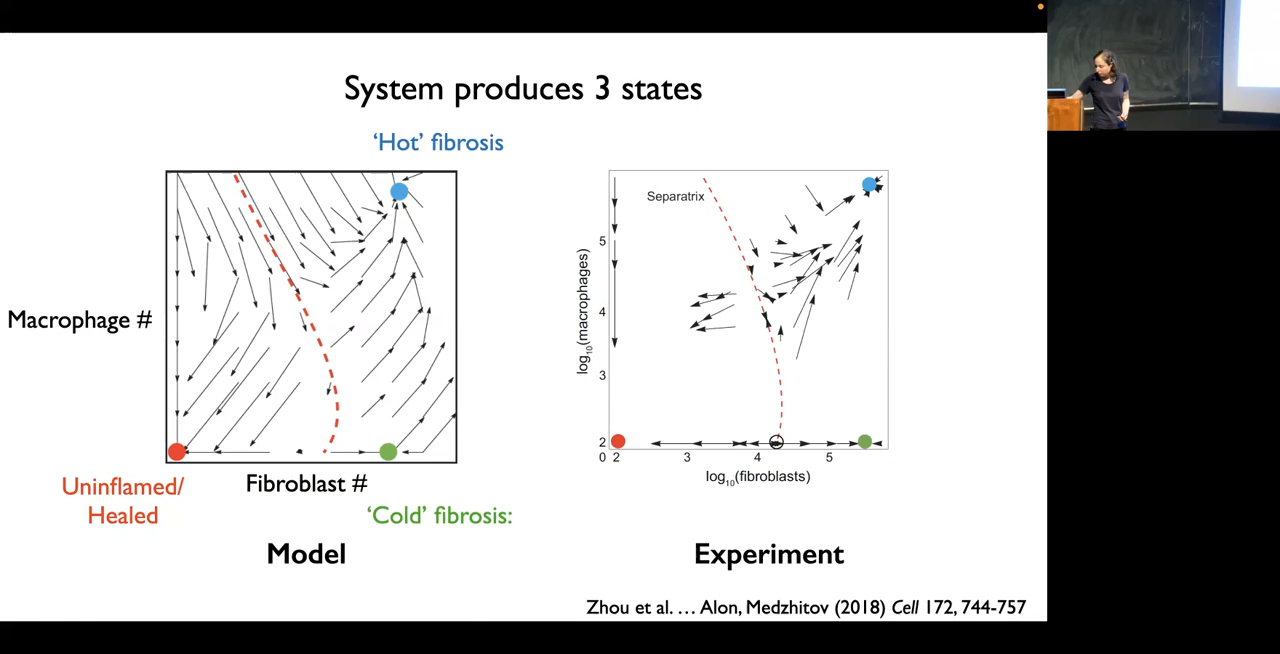 System produces 3 states
‘Hot’ fibrosis
Macrophage #
Uninflamed/
Healed
Fibroblast #
‘Cold’ fibrosis:
Model
Separatrix
log10(macrophages)
5
4
3
2
0 2 3 4 5
log10(fibroblasts)
Experiment
Zhou et al. … Alon, Medzhitov (2018) Cell 172, 744-757